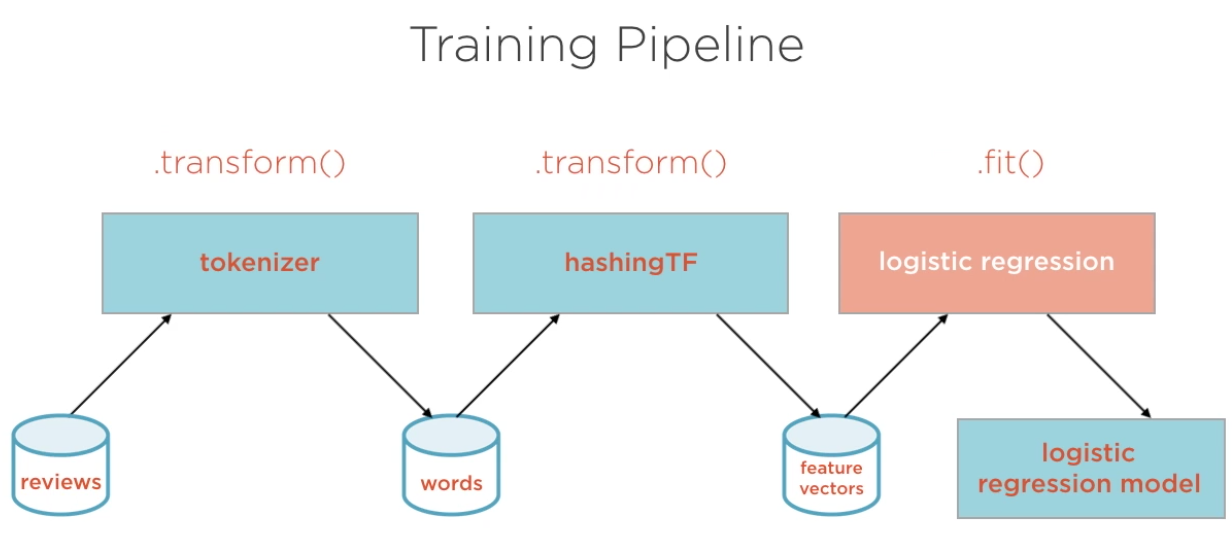 Training Pipeline
.transform()
.transform()
.fit()
tokenizer
hashingTF
logistic regression
reviews
words
feature
vectors
logistic
regression model